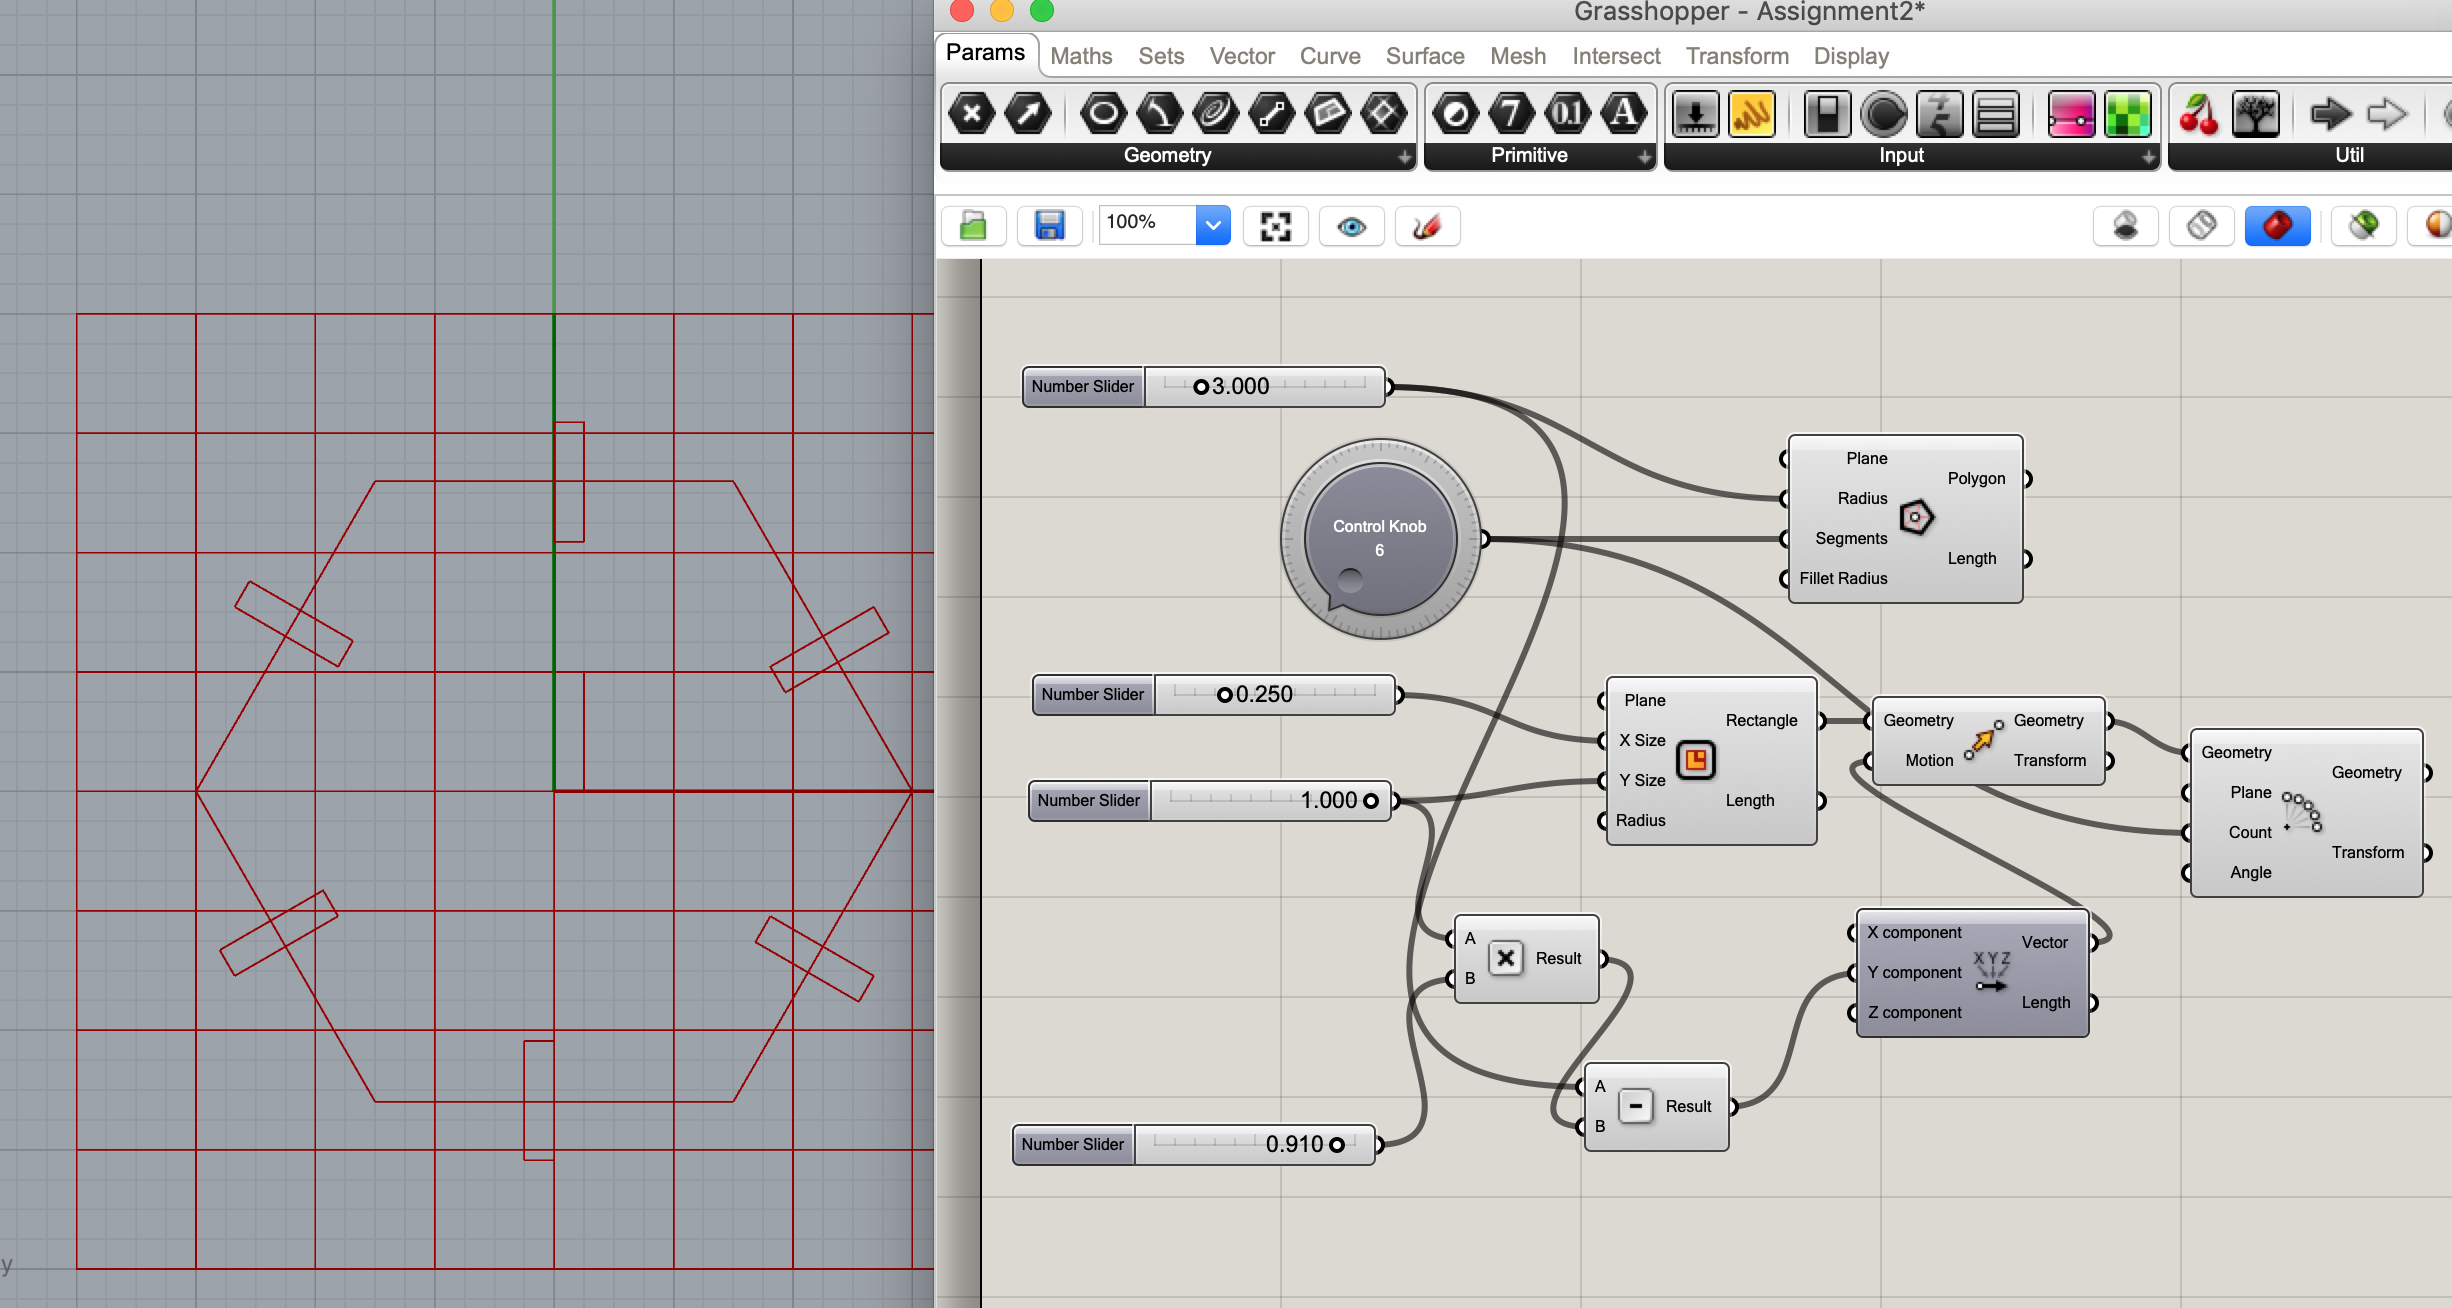 Grasshopper - Assignment2*
Params Maths Sets Vector Curve Surface Mesh Intersect Transform Display
7 0.1 A
Geometry Primitive Input Util
100%
Number Slider 3.000
Control Knob
6
Plane
Radius
Segments
Fillet Radius
Polygon
Length
Number Slider 0.250
Number Slider 1.000
Plane
X Size
Y Size
Radius
Rectangle
Length
Geometry
Motion
Geometry
Transform
Geometry
Plane
Count
Angle
Geometry
Transform
A
B
Result
X component
Y component
Z component
X Y Z
Vector
Length
A
B
Result
Number Slider 0.910
y